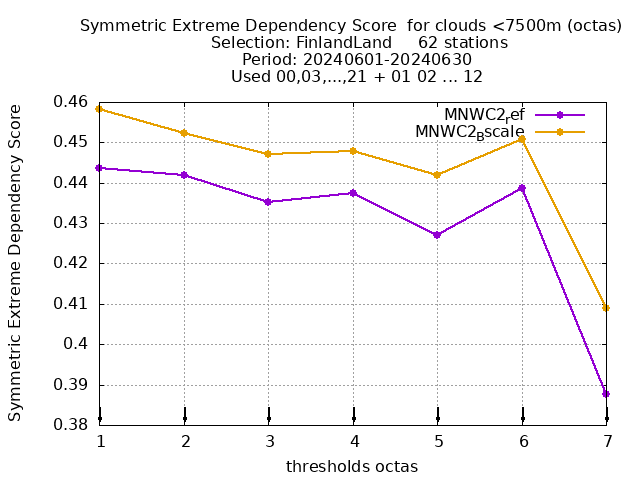 Symmetric Extreme Dependency Score for clouds <7500m (octas)
Selection: FinlandLand 62 stations
Period: 20240601-20240630
Used 00,03,...,21 + 01 02 ... 12
MNWC2_ref
MNWC2_Bscale
Symmetric Extreme Dependency Score
0.46
0.45
0.44
0.43
0.42
0.41
0.4
0.39
0.38
1 2 3 4 5 6 7
thresholds octas